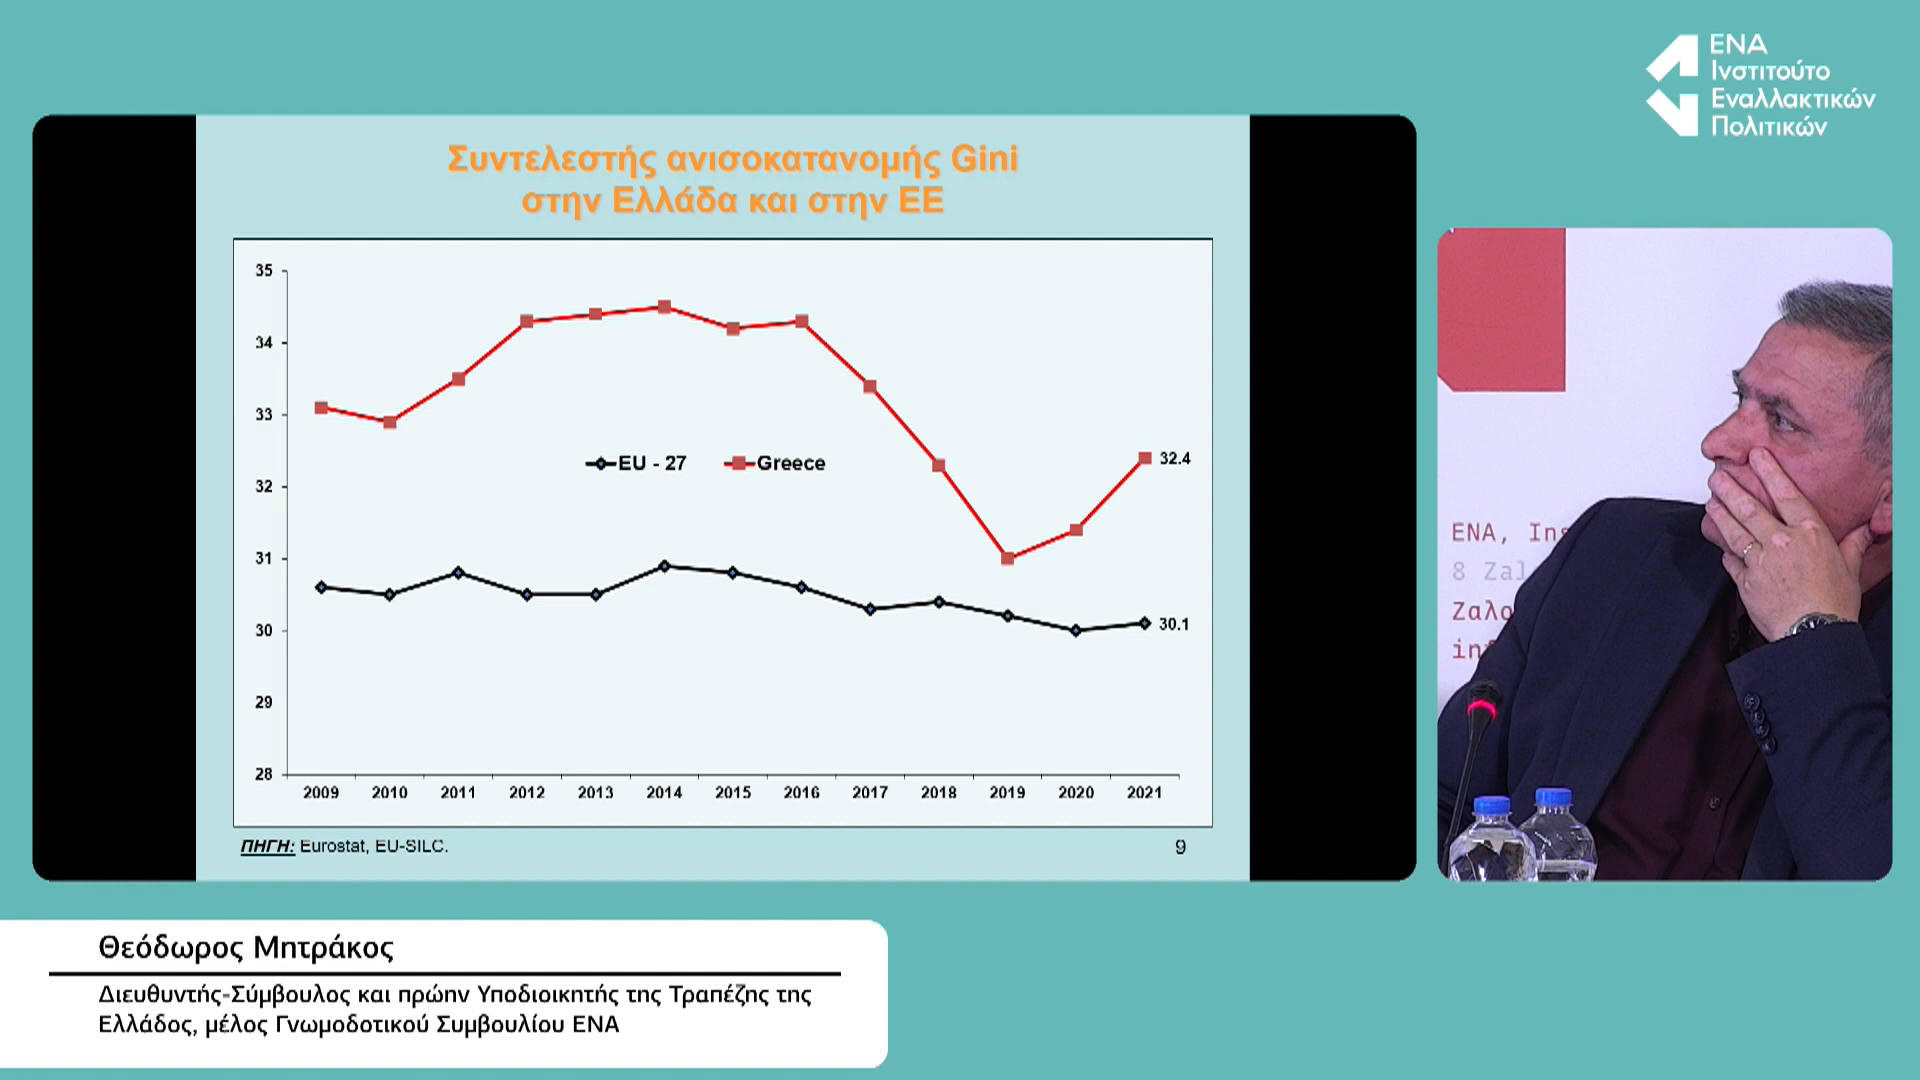 ΕΝΑ
Ινστιτούτο
Εναλλακτικών
Πολιτικών
Συντελεστής ανισοκατανομής Gini
στην Ελλάδα και στην ΕΕ
35
34
33
32
31
30
29
28
EU - 27
Greece
32.4
30.1
2009 2010 2011 2012 2013 2014 2015 2016 2017 2018 2019 2020 2021
ΠΗΓΗ: Eurostat, EU-SILC.
9
ENA, Ins
8 Zal
Ζαλο
inf
Θεόδωρος Μητράκος
Διευθυντής-Σύμβουλος και πρώην Υποδιοικητής της Τραπέζης της
Ελλάδος, μέλος Γνωμοδοτικού Συμβουλίου ΕΝΑ